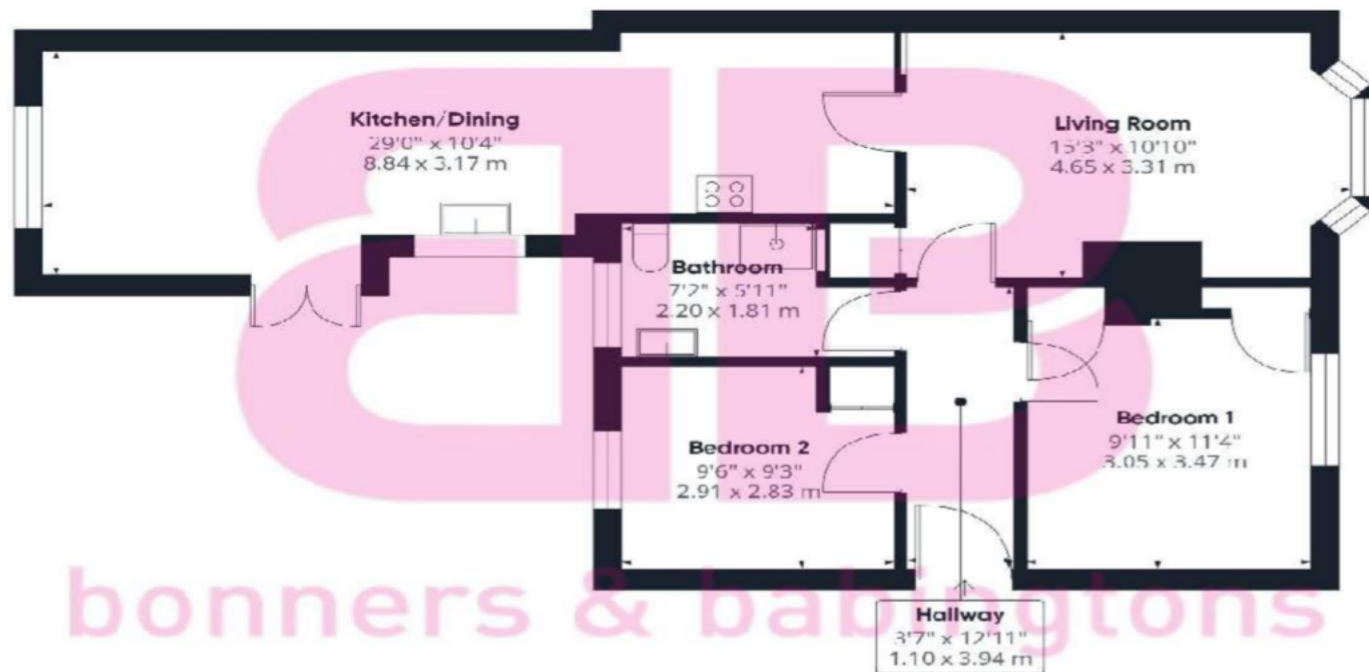 Kitchen/Dining
29'0" x 10'4"
8.84 x 3.17 m
Living Room
15'3" x 10'10"
4.65 x 3.31 m
Bathroom
7'2" x 5'11"
2.20 x 1.81 m
Bedroom 2
9'6" x 9'3"
2.91 x 2.83 m
Bedroom 1
9'11" x 11'4"
3.05 x 3.47 m
Hallway
3'7" x 12'11"
1.10 x 3.94 m
bonners & babingtons